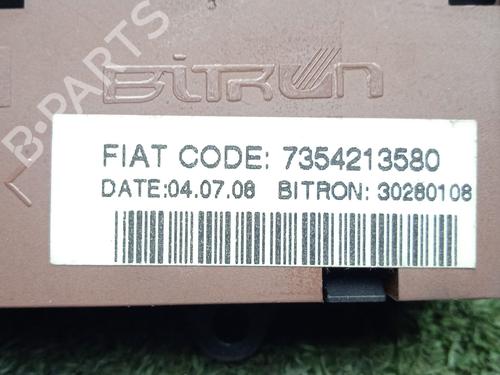 B-PARTS
BITRON
FIAT CODE: 7354213580
DATE:04.07.08 BITRON: 30280108